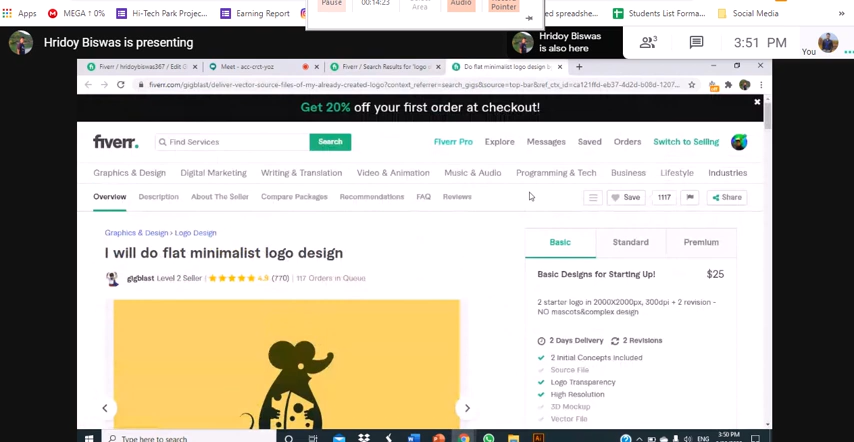 Pause
00:14:23
Area
Audio
Pointer
Apps
MEGA ↑ 0%
Hi-Tech Park Projec...
Earning Report
ed spreadshe...
Students List Forma...
Social Media
»
Hridoy Biswas is presenting
Hridoy Biswas
is also here
3
3:51 PM
You
Fiverr / hridoybiswas367 / Edit G
Meet - acc-crct-yoz
Fiverr / Search Results for 'logo
Do flat minimalist logo design b
fiverr.com/gigblast/deliver-vector-source-files-of-my-already-created-logo?context_referrer=search_gigs&source=top-bar&ref_ctx_id=ca121ffd-eb37-4d2d-b08d-1207...
Get 20% off your first order at checkout!
fiverr.
Find Services
Search
Fiverr Pro
Explore
Messages
Saved
Orders
Switch to Selling
Graphics & Design
Digital Marketing
Writing & Translation
Video & Animation
Music & Audio
Programming & Tech
Business
Lifestyle
Industries
Overview
Description
About The Seller
Compare Packages
Recommendations
FAQ
Reviews
Save
1117
Share
Graphics & Design › Logo Design
I will do flat minimalist logo design
gigblast Level 2 Seller | 4.8 (770) | 117 Orders in Queue
Basic
Standard
Premium
Basic Designs for Starting Up!
$25
2 starter logo in 2000X2000px, 300dpi + 2 revision -
NO mascots&complex design
2 Days Delivery
2 Revisions
2 Initial Concepts Included
Source File
Logo Transparency
High Resolution
3D Mockup
Vector File
Type here to search
ENG
3:50 PM